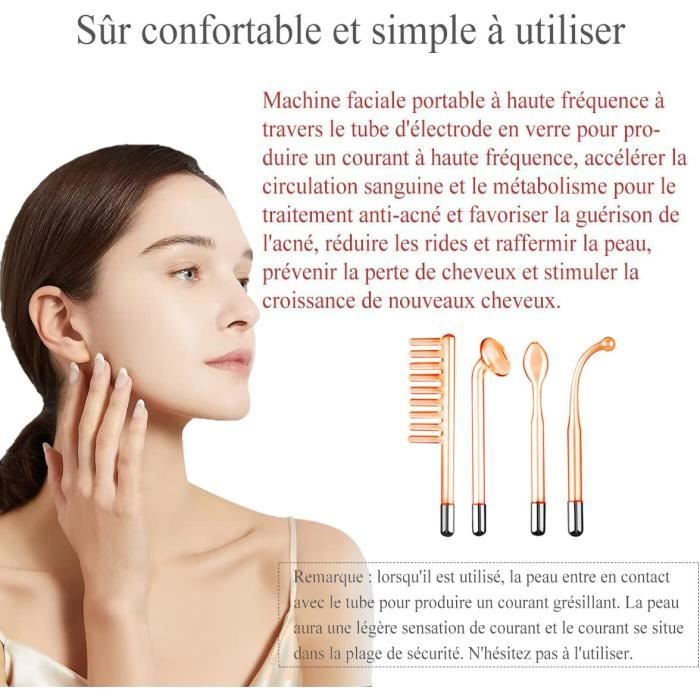 Sûr confortable et simple à utiliser
Machine faciale portable à haute fréquence à
travers le tube d'électrode en verre pour pro-
duire un courant à haute fréquence, accélérer la
circulation sanguine et le métabolisme pour le
traitement anti-acné et favoriser la guérison de
l'acné, réduire les rides et raffermir la peau,
prévenir la perte de cheveux et stimuler la
croissance de nouveaux cheveux.
Remarque : lorsqu'il est utilisé, la peau entre en contact
avec le tube pour produire un courant grésillant. La peau
aura une légère sensation de courant et le courant se situe
dans la plage de sécurité. N'hésitez pas à l'utiliser.